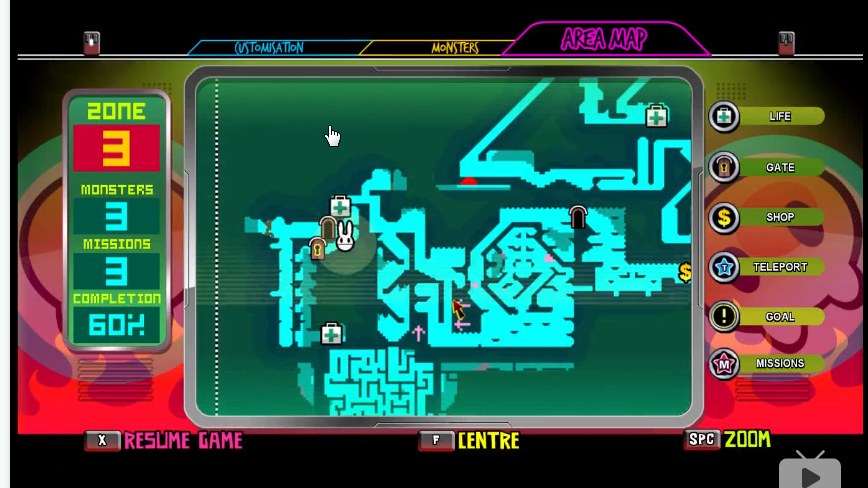 CUSTOMISATION
MONSTERS
AREA MAP
ZONE
3
MONSTERS
3
MISSIONS
3
COMPLETION
60%
LIFE
GATE
$ SHOP
T TELEPORT
! GOAL
M MISSIONS
$
X RESUME GAME
F CENTRE
SPC ZOOM